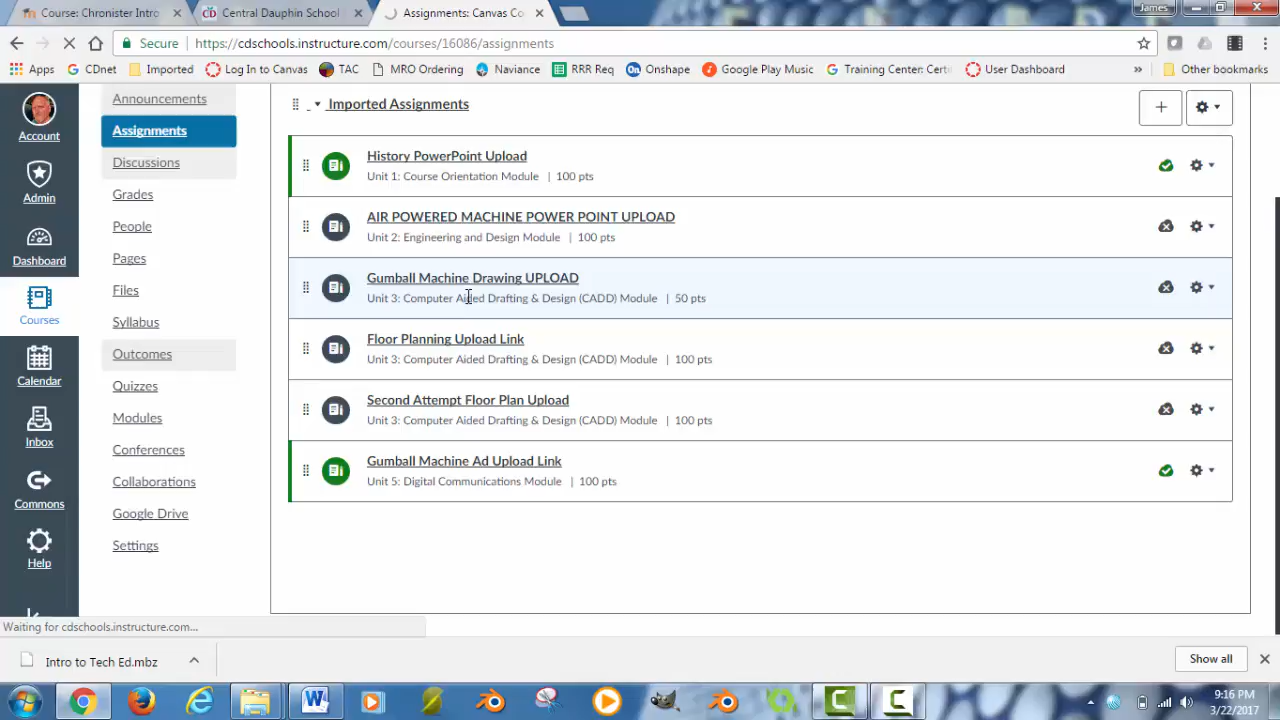 Course: Chronister Intro
Central Dauphin School
Assignments: Canvas Co
James
Secure
https://cdschools.instructure.com/courses/16086/assignments
Apps
CDnet
Imported
Log In to Canvas
TAC
MRO Ordering
Naviance
RRR Req
Onshape
Google Play Music
Training Center: Certi
User Dashboard
»
Other bookmarks
Account
Admin
Dashboard
Courses
Calendar
Inbox
Commons
Help
Announcements
Assignments
Discussions
Grades
People
Pages
Files
Syllabus
Outcomes
Quizzes
Modules
Conferences
Collaborations
Google Drive
Settings
Imported Assignments
History PowerPoint Upload
Unit 1: Course Orientation Module | 100 pts
AIR POWERED MACHINE POWER POINT UPLOAD
Unit 2: Engineering and Design Module | 100 pts
Gumball Machine Drawing UPLOAD
Unit 3: Computer Aided Drafting & Design (CADD) Module | 50 pts
Floor Planning Upload Link
Unit 3: Computer Aided Drafting & Design (CADD) Module | 100 pts
Second Attempt Floor Plan Upload
Unit 3: Computer Aided Drafting & Design (CADD) Module | 100 pts
Gumball Machine Ad Upload Link
Unit 5: Digital Communications Module | 100 pts
Waiting for cdschools.instructure.com...
Intro to Tech Ed.mbz
Show all
9:16 PM
3/22/2017